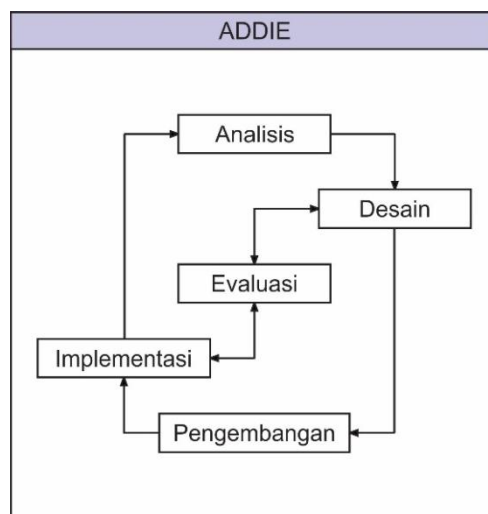 ADDIE
Analisis
Desain
Evaluasi
Implementasi
Pengembangan